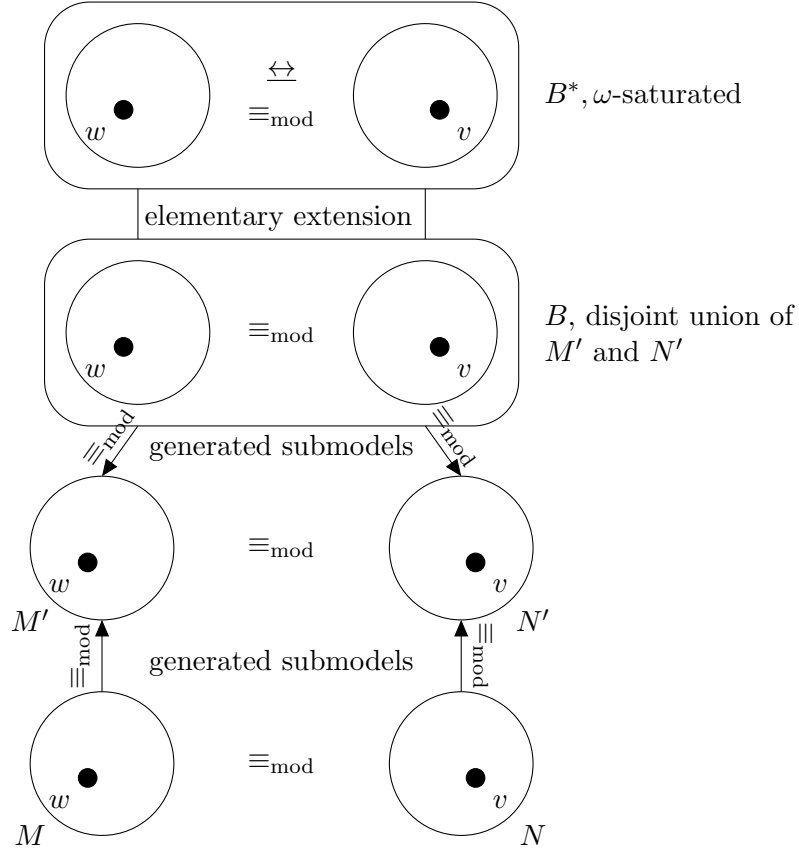 ↔
≡mod
w
v
B*, ω-saturated
elementary extension
≡mod
w
v
B, disjoint union of
M′ and N′
≡mod
≡mod
generated submodels
≡mod
w
v
M′
N′
≡mod
≡mod
generated submodels
≡mod
w
v
M
N